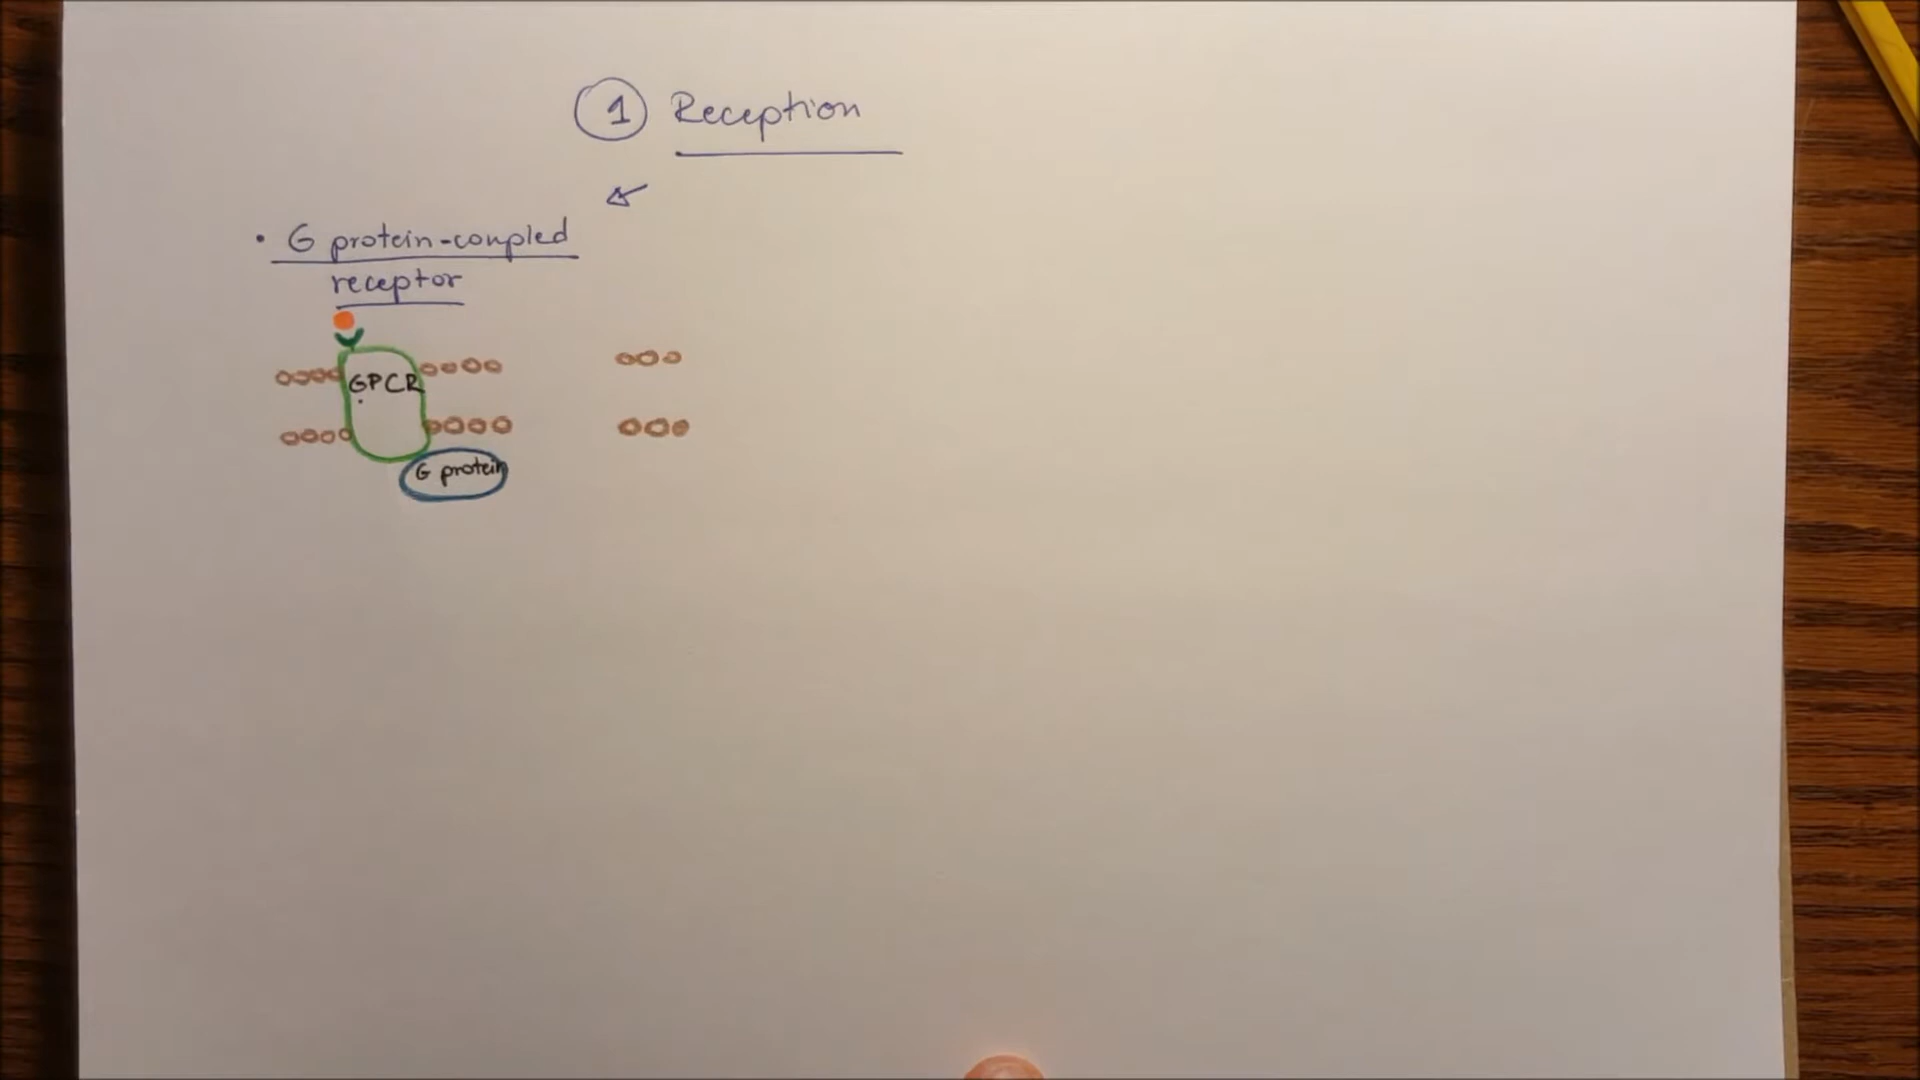 1 Reception
• G protein-coupled
receptor
GPCR
G protein